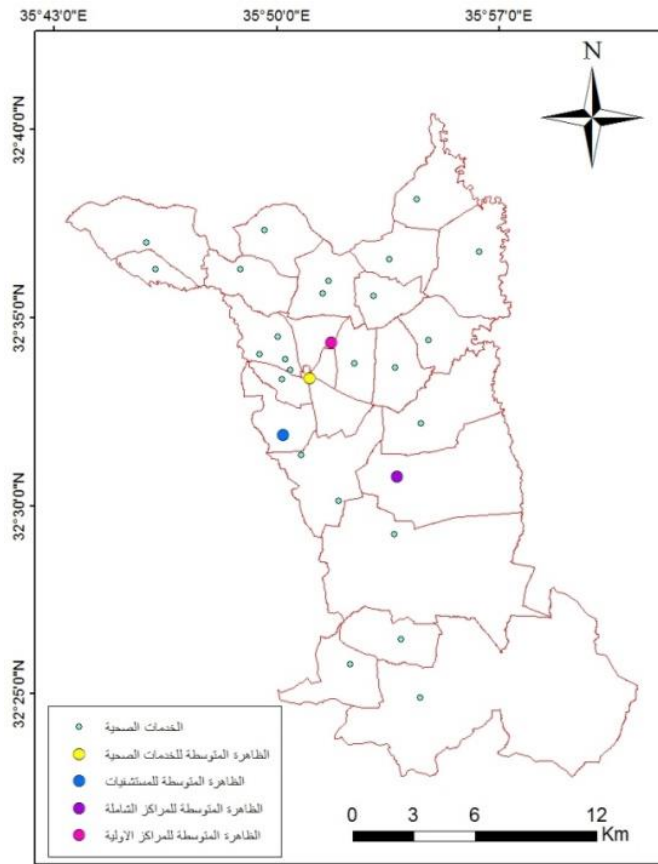 35°43'0"E 35°50'0"E 35°57'0"E
N
32°40'0"N
32°35'0"N
32°30'0"N
32°25'0"N
الخدمات الصحية
الظاهرة المتوسطة للخدمات الصحية
الظاهرة المتوسطة للمستشفيات
الظاهرة المتوسطة للمراكز الشاملة
الظاهرة المتوسطة للمراكز الاولية
0 3 6 12
Km